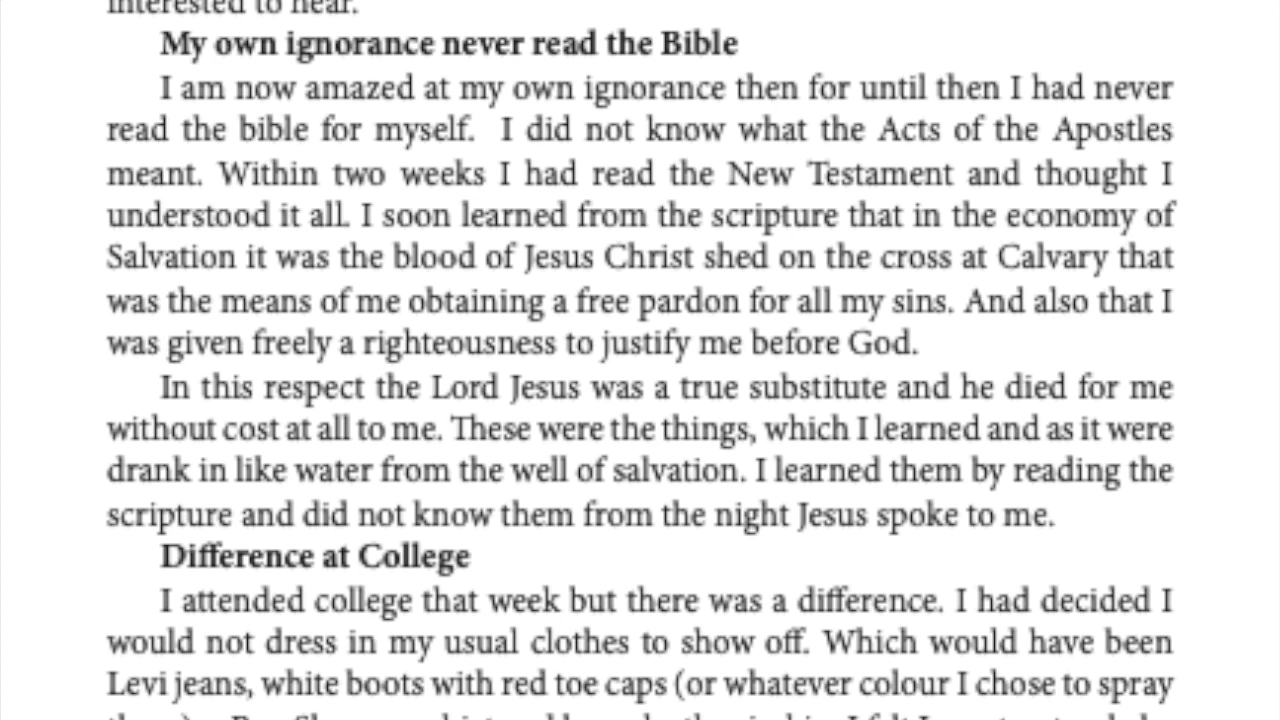 interested to hear.
My own ignorance never read the Bible
I am now amazed at my own ignorance then for until then I had never
read the bible for myself.  I did not know what the Acts of the Apostles
meant. Within two weeks I had read the New Testament and thought I
understood it all. I soon learned from the scripture that in the economy of
Salvation it was the blood of Jesus Christ shed on the cross at Calvary that
was the means of me obtaining a free pardon for all my sins. And also that I
was given freely a righteousness to justify me before God.
In this respect the Lord Jesus was a true substitute and he died for me
without cost at all to me. These were the things, which I learned and as it were
drank in like water from the well of salvation. I learned them by reading the
scripture and did not know them from the night Jesus spoke to me.
Difference at College
I attended college that week but there was a difference. I had decided I
would not dress in my usual clothes to show off. Which would have been
Levi jeans, white boots with red toe caps (or whatever colour I chose to spray